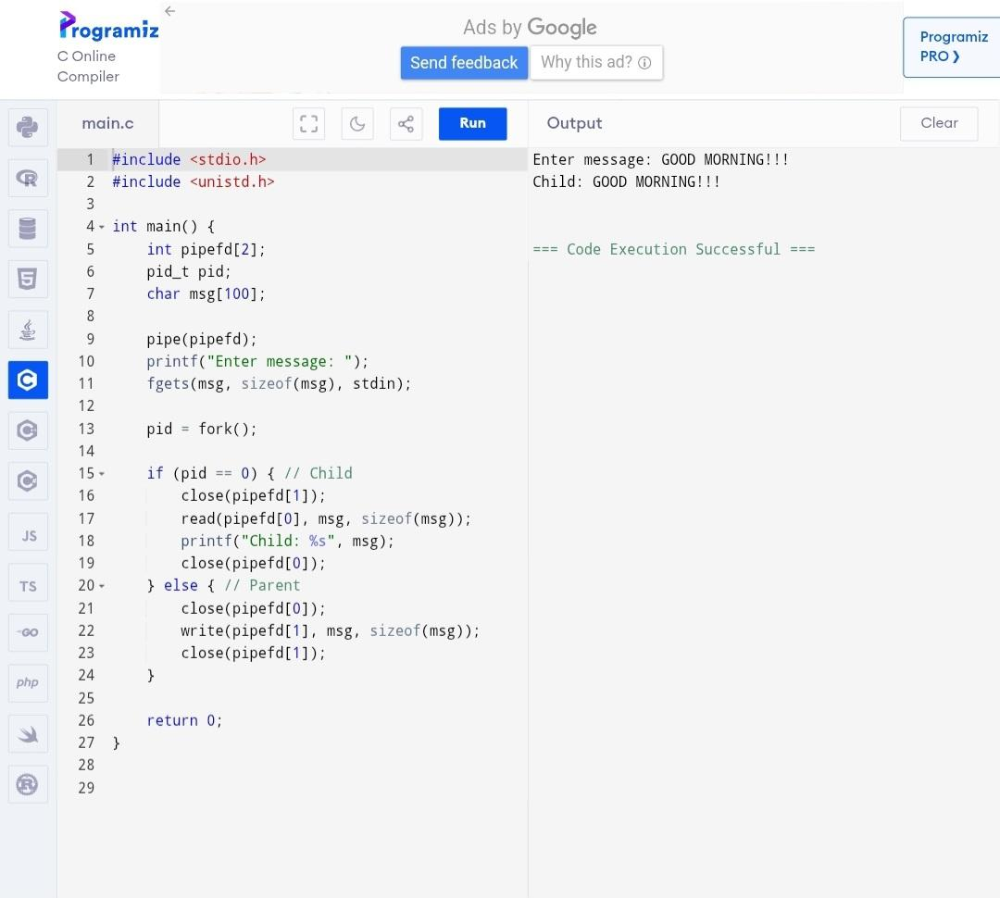 Programiz
C Online
Compiler
Ads by Google
Send feedback
Why this ad?
Programiz
PRO ❯
main.c
Run
Output
Clear
1 #include <stdio.h>
2 #include <unistd.h>
3
4 int main() {
5     int pipefd[2];
6     pid_t pid;
7     char msg[100];
8
9     pipe(pipefd);
10     printf("Enter message: ");
11     fgets(msg, sizeof(msg), stdin);
12
13     pid = fork();
14
15     if (pid == 0) { // Child
16         close(pipefd[1]);
17         read(pipefd[0], msg, sizeof(msg));
18         printf("Child: %s", msg);
19         close(pipefd[0]);
20     } else { // Parent
21         close(pipefd[0]);
22         write(pipefd[1], msg, sizeof(msg));
23         close(pipefd[1]);
24     }
25
26     return 0;
27 }
28
29
Enter message: GOOD MORNING!!!
Child: GOOD MORNING!!!
=== Code Execution Successful ===
R
5
C
C
C
JS
TS
GO
php
R